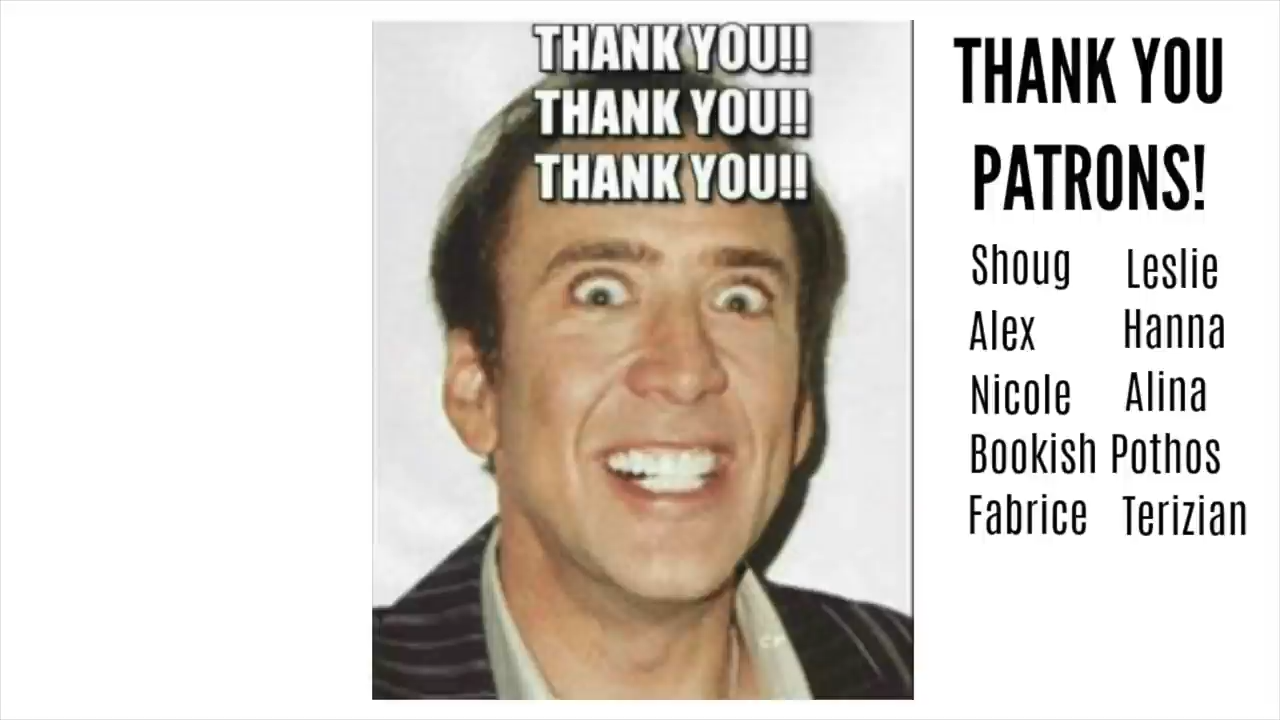 THANK YOU!!
THANK YOU!!
THANK YOU!!
THANK YOU
PATRONS!
Shoug Leslie
Alex Hanna
Nicole Alina
Bookish Pothos
Fabrice Terizian